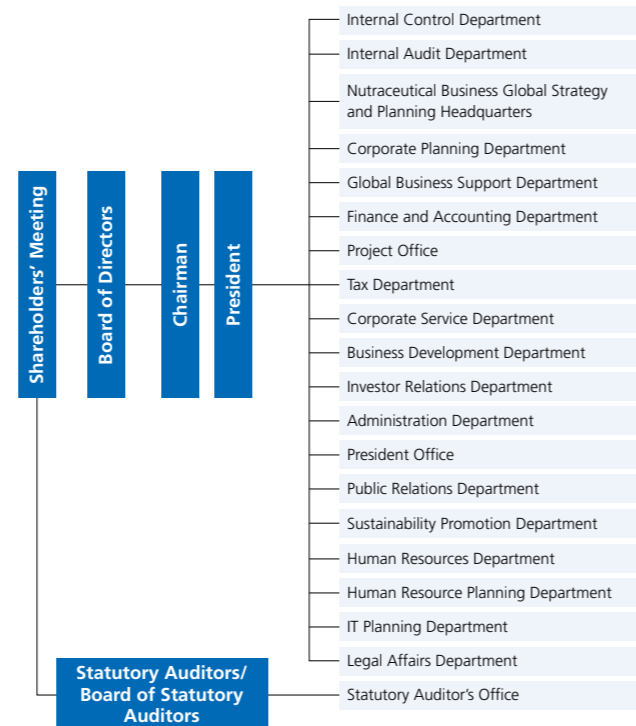 Shareholders' Meeting
Board of Directors
Chairman
President
Internal Control Department
Internal Audit Department
Nutraceutical Business Global Strategy
and Planning Headquarters
Corporate Planning Department
Global Business Support Department
Finance and Accounting Department
Project Office
Tax Department
Corporate Service Department
Business Development Department
Investor Relations Department
Administration Department
President Office
Public Relations Department
Sustainability Promotion Department
Human Resources Department
Human Resource Planning Department
IT Planning Department
Legal Affairs Department
Statutory Auditors/
Board of Statutory
Auditors
Statutory Auditor's Office